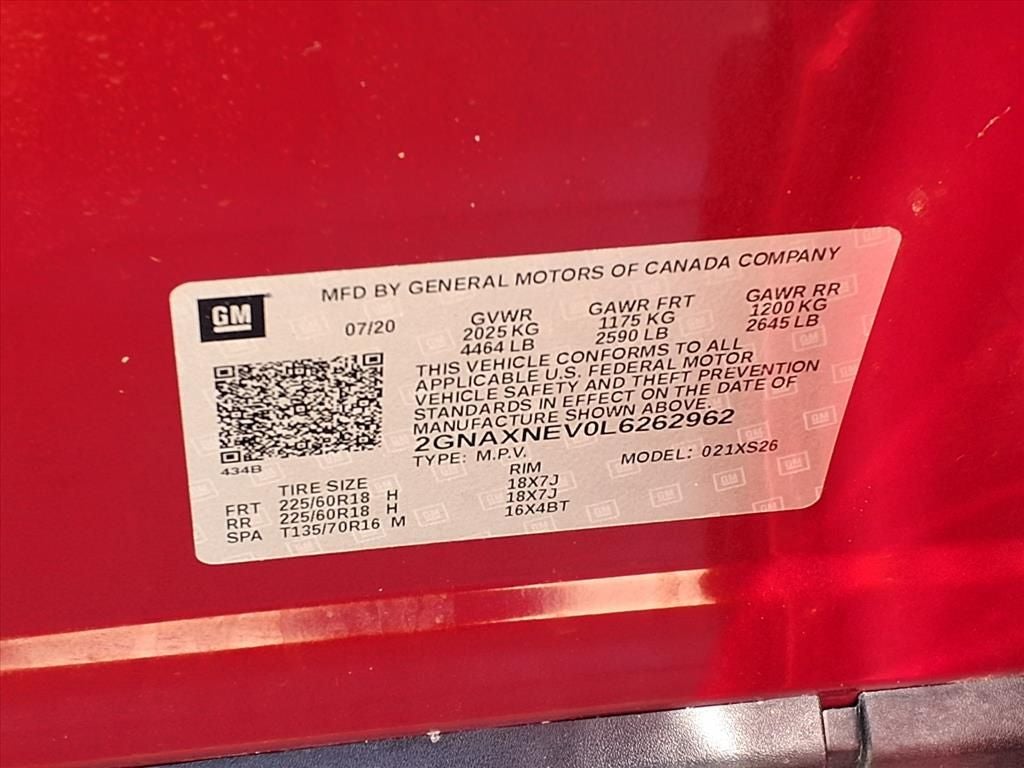 MFD BY GENERAL MOTORS OF CANADA COMPANY
GM
07/20
GVWR
2025 KG
4464 LB
GAWR FRT
1175 KG
2590 LB
GAWR RR
1200 KG
2645 LB
THIS VEHICLE CONFORMS TO ALL
APPLICABLE U.S. FEDERAL MOTOR
VEHICLE SAFETY AND THEFT PREVENTION
STANDARDS IN EFFECT ON THE DATE OF
MANUFACTURE SHOWN ABOVE.
2GNAXNEV0L6262962
TYPE: M.P.V. MODEL: 021XS26
434B
TIRE SIZE RIM
FRT 225/60R18 H 18X7J
RR 225/60R18 H 18X7J
SPA T135/70R16 M 16X4BT